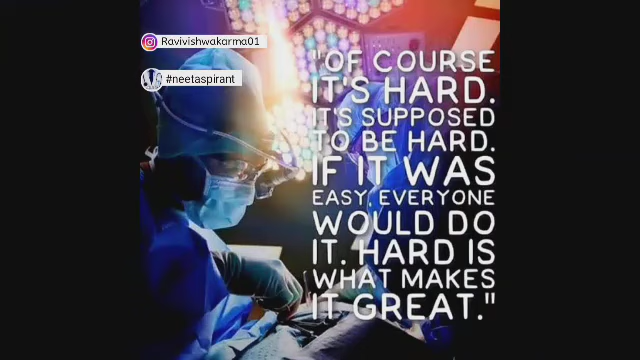 Ravivishwakarma01
#neetaspirant
"OF COURSE
IT'S HARD.
IT'S SUPPOSED
TO BE HARD.
IF IT WAS
EASY, EVERYONE
WOULD DO
IT. HARD IS
WHAT MAKES
IT GREAT."